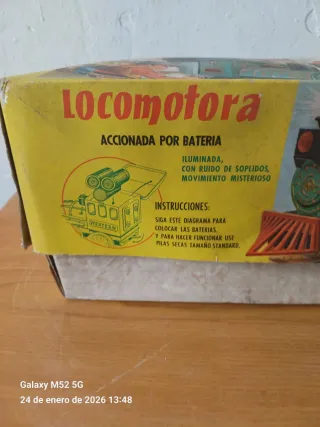 Locomotora
ACCIONADA POR BATERIA
ILUMINADA,
CON RUIDO DE SOPLIDOS,
MOVIMIENTO MISTERIOSO
INSTRUCCIONES:
SIGA ESTE DIAGRAMA PARA
COLOCAR LAS BATERIAS.
Y PARA HACER FUNCIONAR USE
PILAS SECAS TAMAÑO STANDARD.
WESTERN
Galaxy M52 5G
24 de enero de 2026 13:48